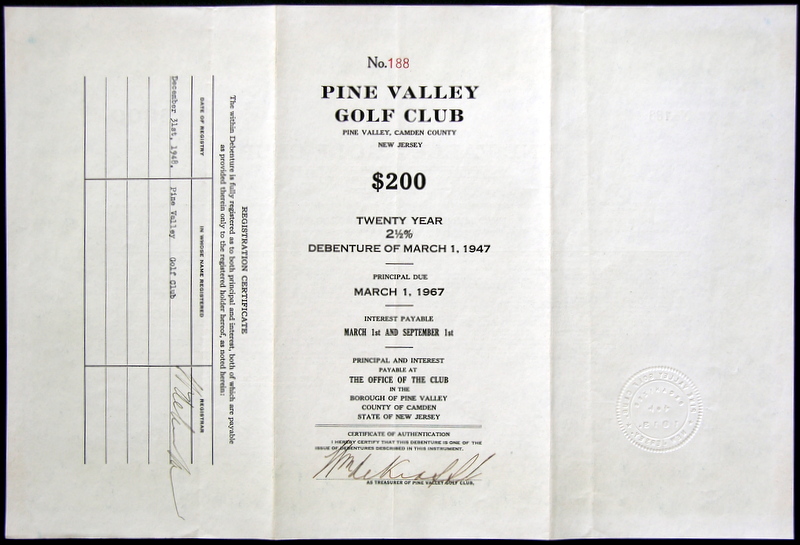 No.188
PINE VALLEY
GOLF CLUB
PINE VALLEY, CAMDEN COUNTY
NEW JERSEY
$200
TWENTY YEAR
2½%
DEBENTURE OF MARCH 1, 1947
PRINCIPAL DUE
MARCH 1, 1967
INTEREST PAYABLE
MARCH 1st AND SEPTEMBER 1st
PRINCIPAL AND INTEREST
PAYABLE AT
THE OFFICE OF THE CLUB
IN THE
BOROUGH OF PINE VALLEY
COUNTY OF CAMDEN
STATE OF NEW JERSEY
CERTIFICATE OF AUTHENTICATION
I HEREBY CERTIFY THAT THIS DEBENTURE IS ONE OF THE
ISSUE OF DEBENTURES DESCRIBED IN THIS INSTRUMENT.
AS TREASURER OF PINE VALLEY GOLF CLUB.
REGISTRATION CERTIFICATE
The within Debenture is fully registered as to both principal and interest, both of which are payable
as provided therein only to the registered holder hereof, as noted herein:
DATE OF REGISTRY IN WHOSE NAME REGISTERED REGISTRAR
December 31st, 1948. Pine Valley Golf Club